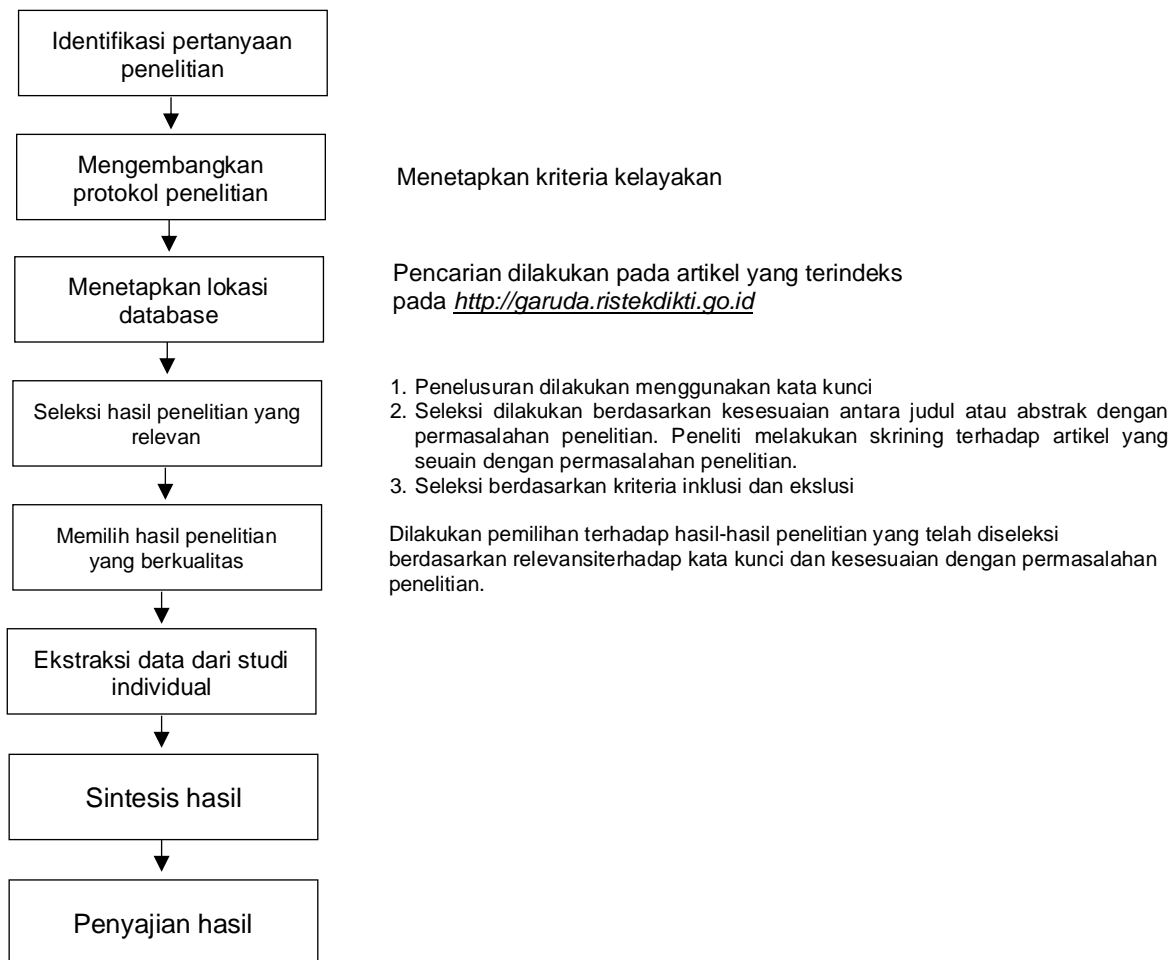 Identifikasi pertanyaan
penelitian
Mengembangkan
protokol penelitian
Menetapkan kriteria kelayakan
Menetapkan lokasi
database
Pencarian dilakukan pada artikel yang terindeks
pada http://garuda.ristekdikti.go.id
Seleksi hasil penelitian yang
relevan
1. Penelusuran dilakukan menggunakan kata kunci
2. Seleksi dilakukan berdasarkan kesesuaian antara judul atau abstrak dengan
permasalahan penelitian. Peneliti melakukan skrining terhadap artikel yang
seuain dengan permasalahan penelitian.
3. Seleksi berdasarkan kriteria inklusi dan ekslusi
Memilih hasil penelitian
yang berkualitas
Dilakukan pemilihan terhadap hasil-hasil penelitian yang telah diseleksi
berdasarkan relevansiterhadap kata kunci dan kesesuaian dengan permasalahan
penelitian.
Ekstraksi data dari studi
individual
Sintesis hasil
Penyajian hasil